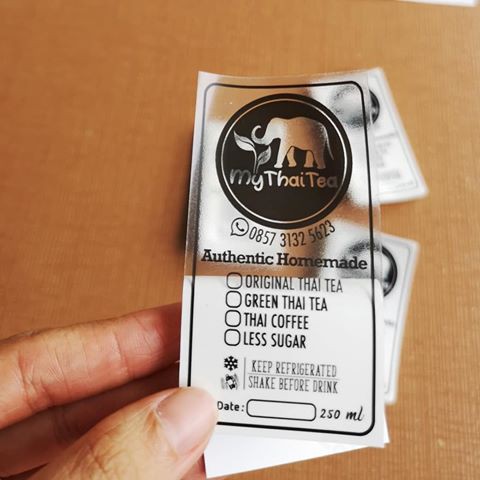 MyThaiTea
0857 3132 5623
Authentic Homemade
ORIGINAL THAI TEA
GREEN THAI TEA
THAI COFFEE
LESS SUGAR
KEEP REFRIGERATED
SHAKE BEFORE DRINK
Date: 250 ml